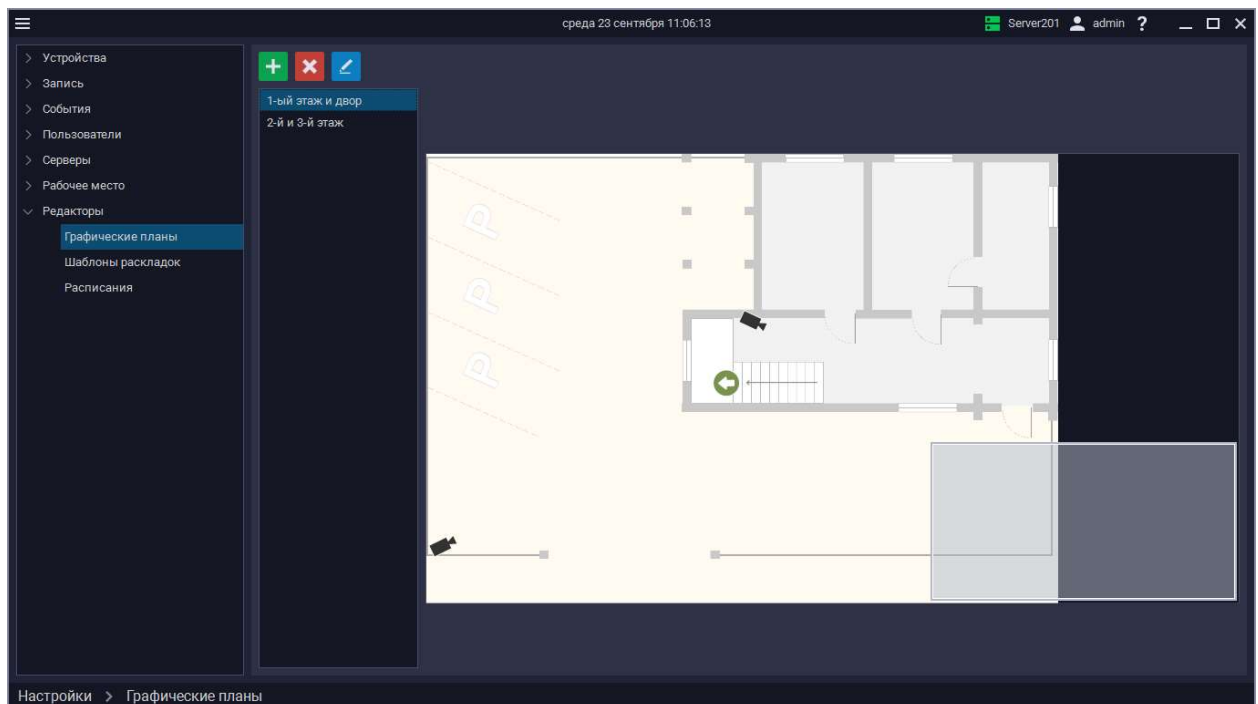 среда 23 сентября 11:06:13
Server201 admin ?
Устройства
Запись
События
Пользователи
Серверы
Рабочее место
Редакторы
Графические планы
Шаблоны раскладок
Расписания
1-ый этаж и двор
2-й и 3-й этаж
P
P
P
Настройки > Графические планы